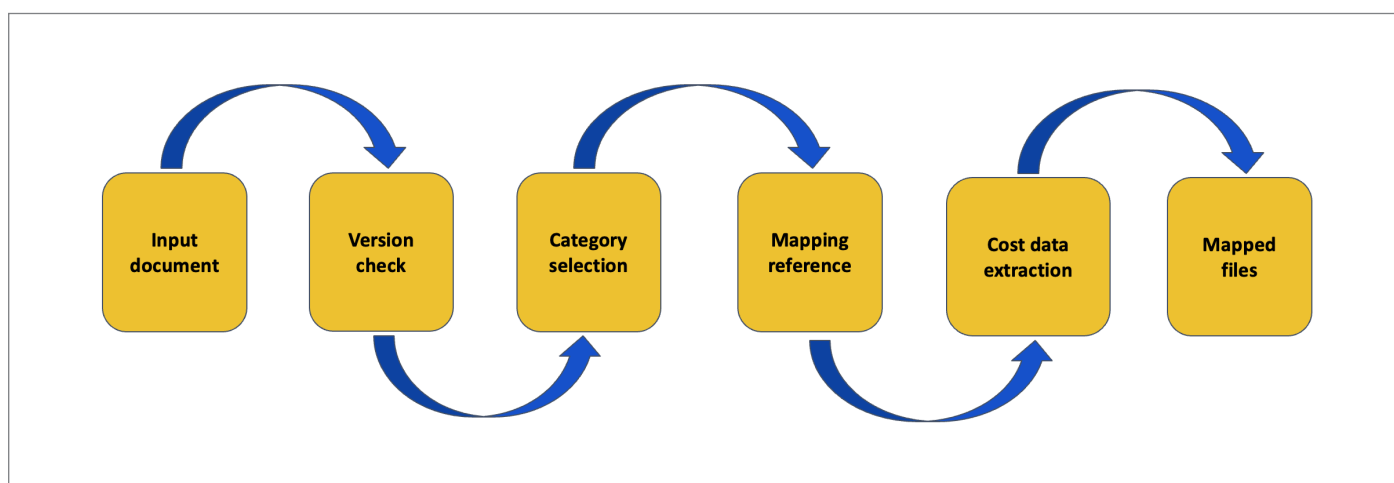 Input
document
Version
check
Category
selection
Mapping
reference
Cost data
extraction
Mapped
files